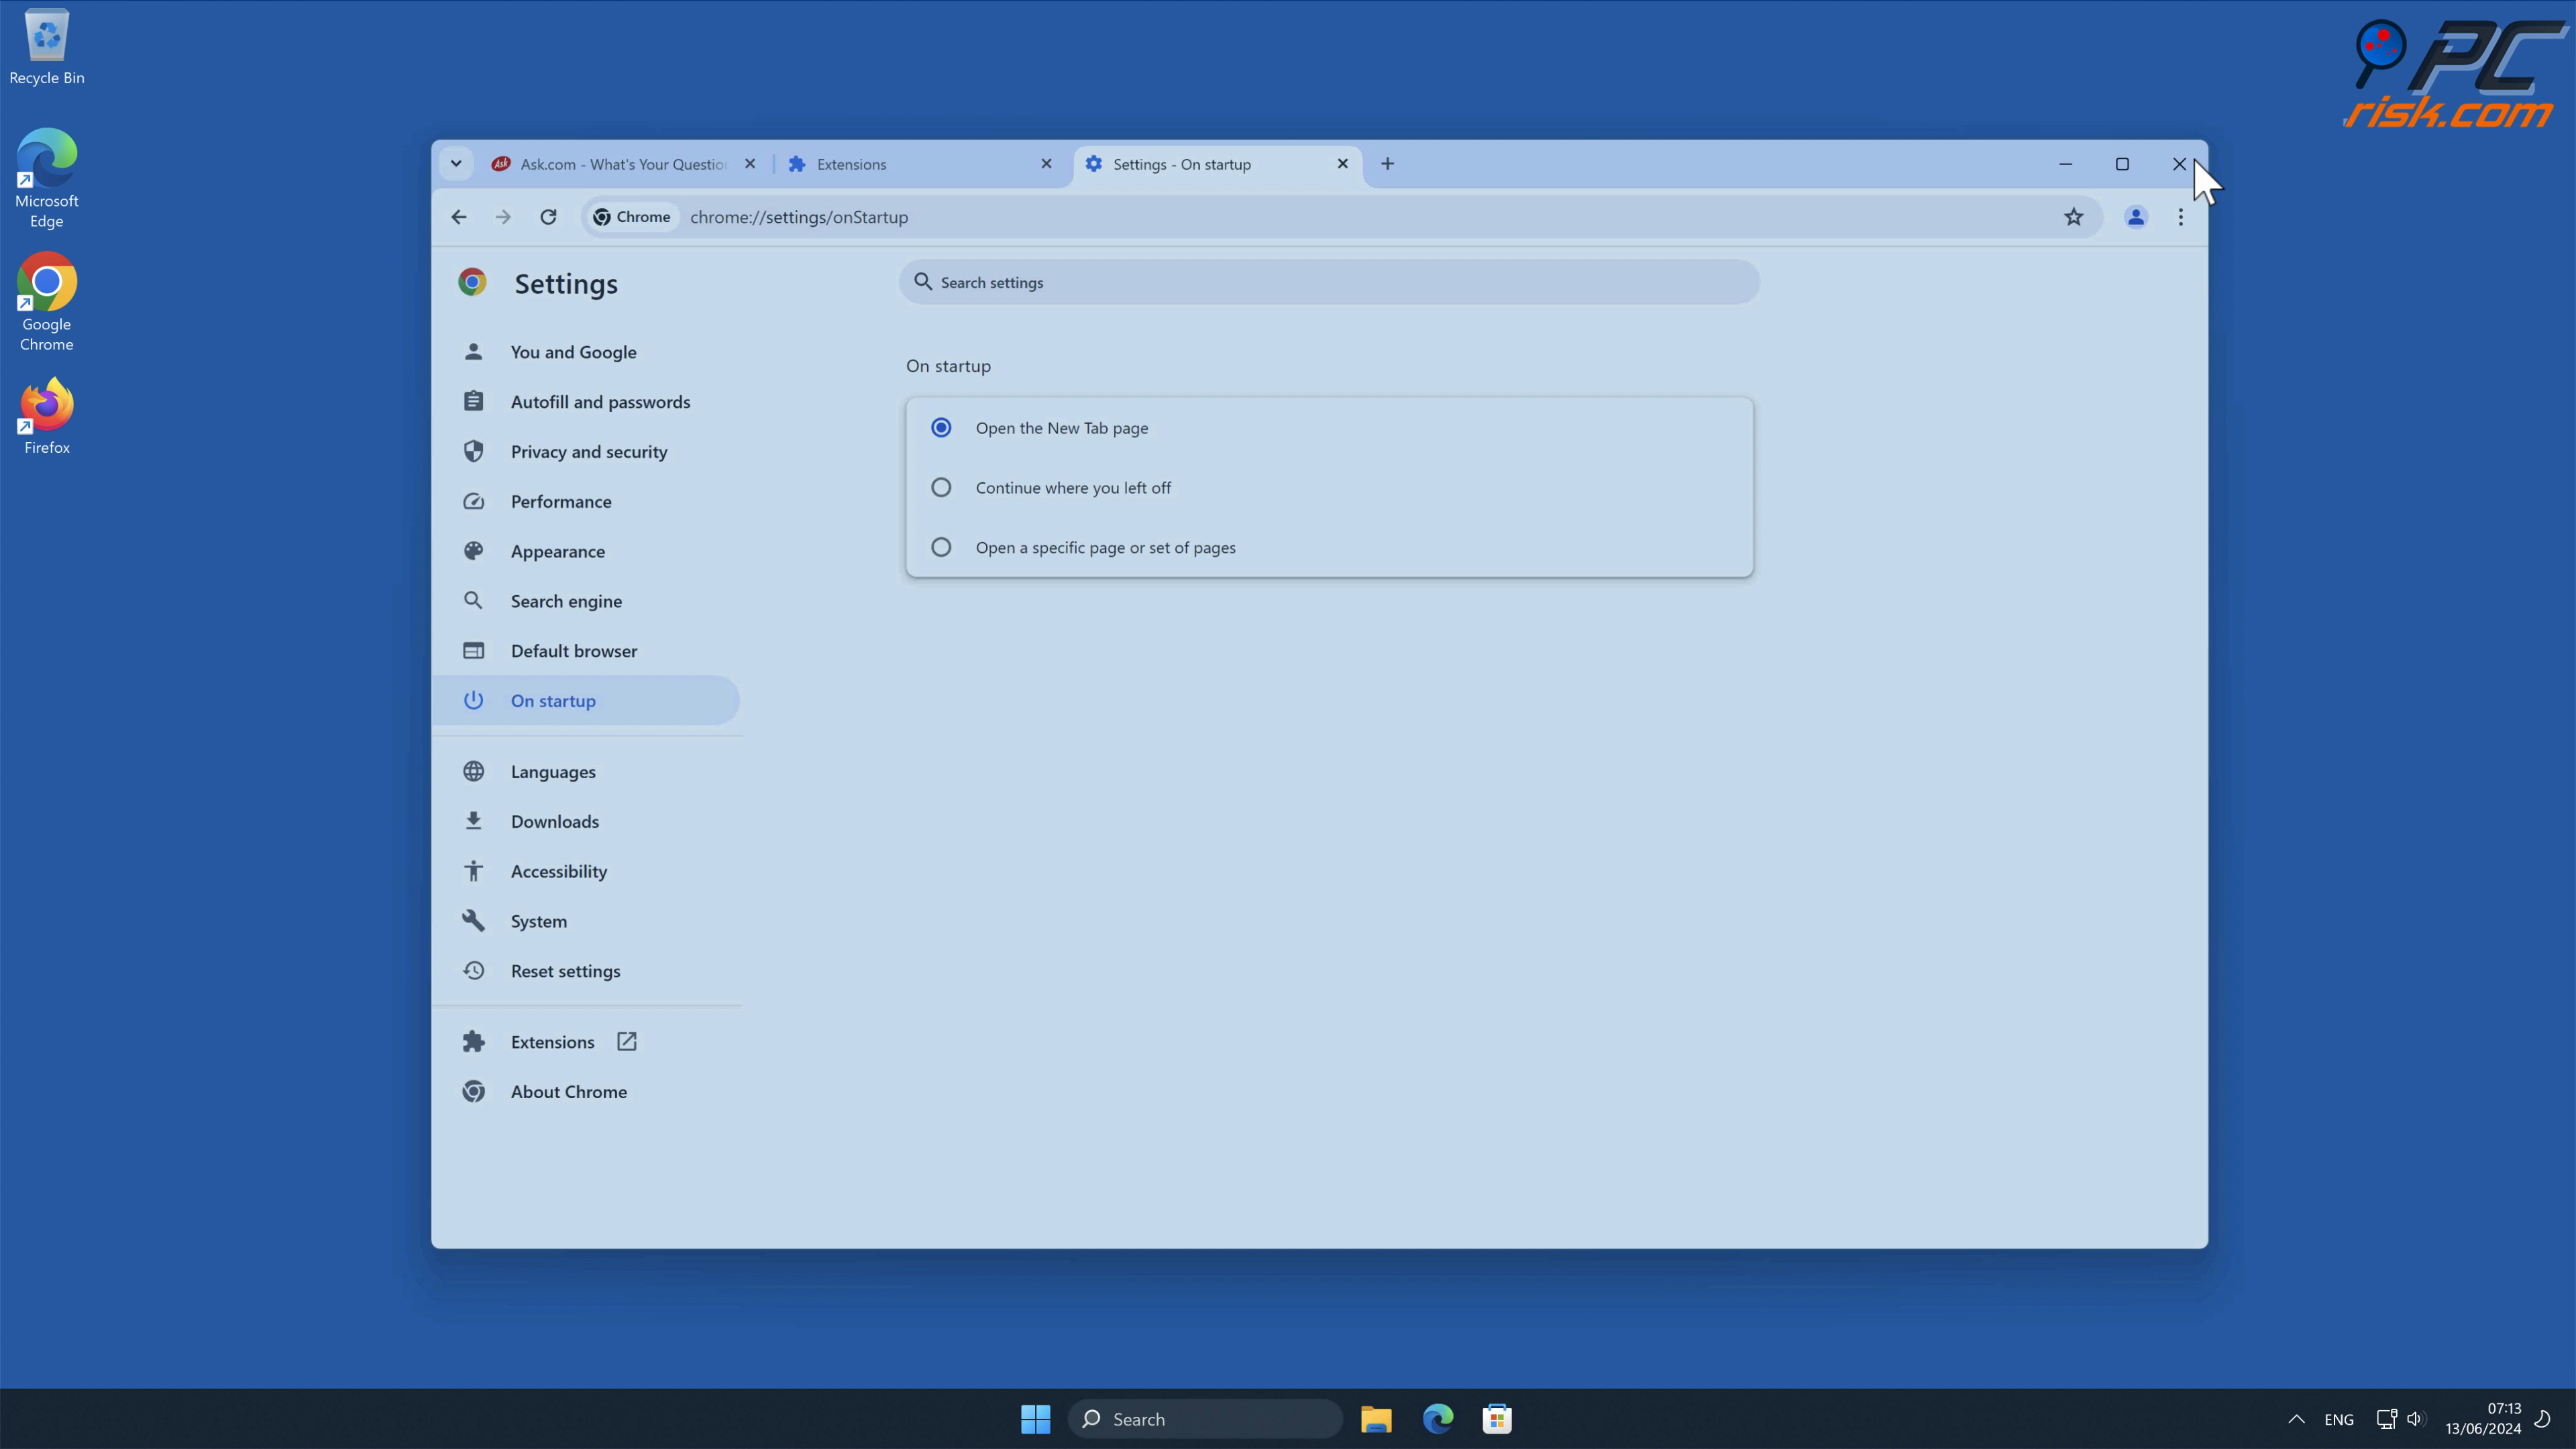 Recycle Bin
Microsoft
Edge
Google
Chrome
Firefox
PC
risk.com
Ask
Ask.com - What's Your Questio
Extensions
Settings - On startup
Chrome
chrome://settings/onStartup
Settings
Search settings
You and Google
Autofill and passwords
Privacy and security
Performance
Appearance
Search engine
Default browser
On startup
Languages
Downloads
Accessibility
System
Reset settings
Extensions
About Chrome
On startup
Open the New Tab page
Continue where you left off
Open a specific page or set of pages
Search
ENG
07:13
13/06/2024